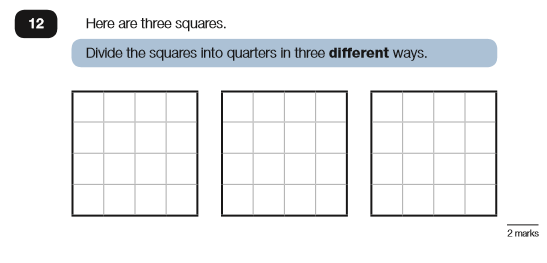 12
Here are three squares.
Divide the squares into quarters in three different ways.
2 marks